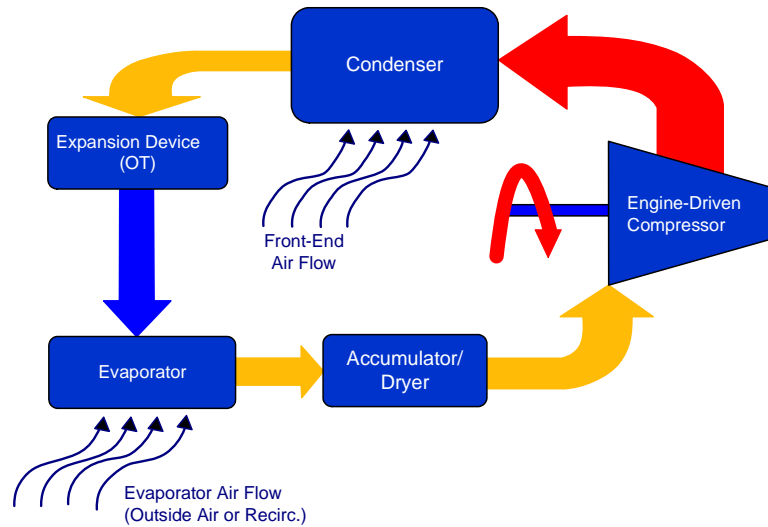 Condenser
Expansion Device
(OT)
Engine-Driven
Compressor
Front-End
Air Flow
Evaporator
Accumulator/
Dryer
Evaporator Air Flow
(Outside Air or Recirc.)